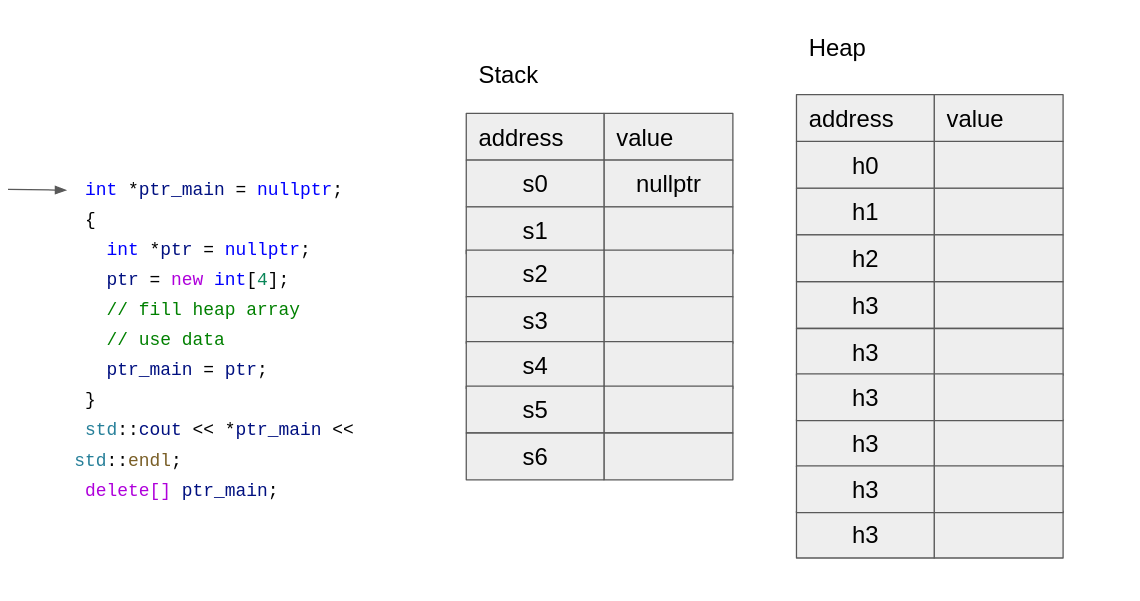 int *ptr_main = nullptr;
{
int *ptr = nullptr;
ptr = new int[4];
// fill heap array
// use data
ptr_main = ptr;
}
std::cout << *ptr_main <<
std::endl;
delete[] ptr_main;
Stack
address value
s0 nullptr
s1
s2
s3
s4
s5
s6
Heap
address value
h0
h1
h2
h3
h3
h3
h3
h3
h3